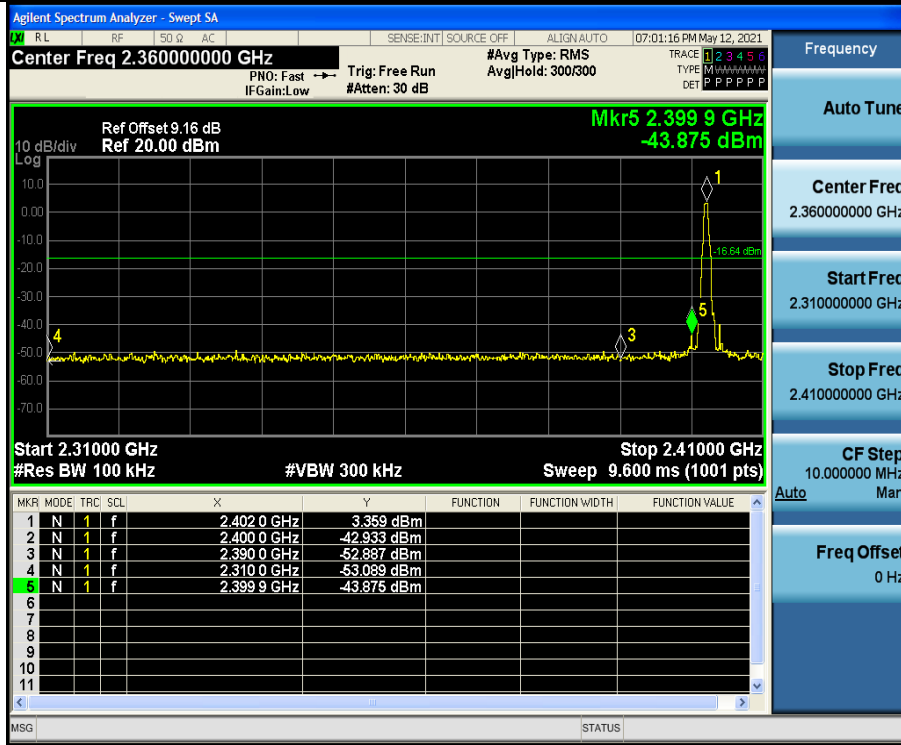 Agilent Spectrum Analyzer - Swept SA
LXI RL RF 50 Ω AC SENSE:INT SOURCE OFF ALIGN AUTO 07:01:16 PM May 12, 2021
Center Freq 2.360000000 GHz
PNO: Fast
IFGain:Low
Trig: Free Run
#Atten: 30 dB
#Avg Type: RMS
Avg|Hold: 300/300
TRACE 1 2 3 4 5 6
TYPE M WWWWW
DET P P P P P P
Mkr5 2.399 9 GHz
-43.875 dBm
Ref Offset 9.16 dB
10 dB/div Ref 20.00 dBm
Log
10.0
0.00
-10.0
-20.0
-30.0
-40.0
-50.0
-60.0
-70.0
1
-16.64 dBm
5
3
4
Start 2.31000 GHz Stop 2.41000 GHz
#Res BW 100 kHz #VBW 300 kHz Sweep 9.600 ms (1001 pts)
MKR MODE TRC SCL X Y FUNCTION FUNCTION WIDTH FUNCTION VALUE
1 N 1 f 2.402 0 GHz 3.359 dBm
2 N 1 f 2.400 0 GHz -42.933 dBm
3 N 1 f 2.390 0 GHz -52.887 dBm
4 N 1 f 2.310 0 GHz -53.089 dBm
5 N 1 f 2.399 9 GHz -43.875 dBm
6
7
8
9
10
11
MSG STATUS
Frequency
Auto Tune
Center Freq
2.360000000 GHz
Start Freq
2.310000000 GHz
Stop Freq
2.410000000 GHz
CF Step
10.000000 MHz
Auto Man
Freq Offset
0 Hz